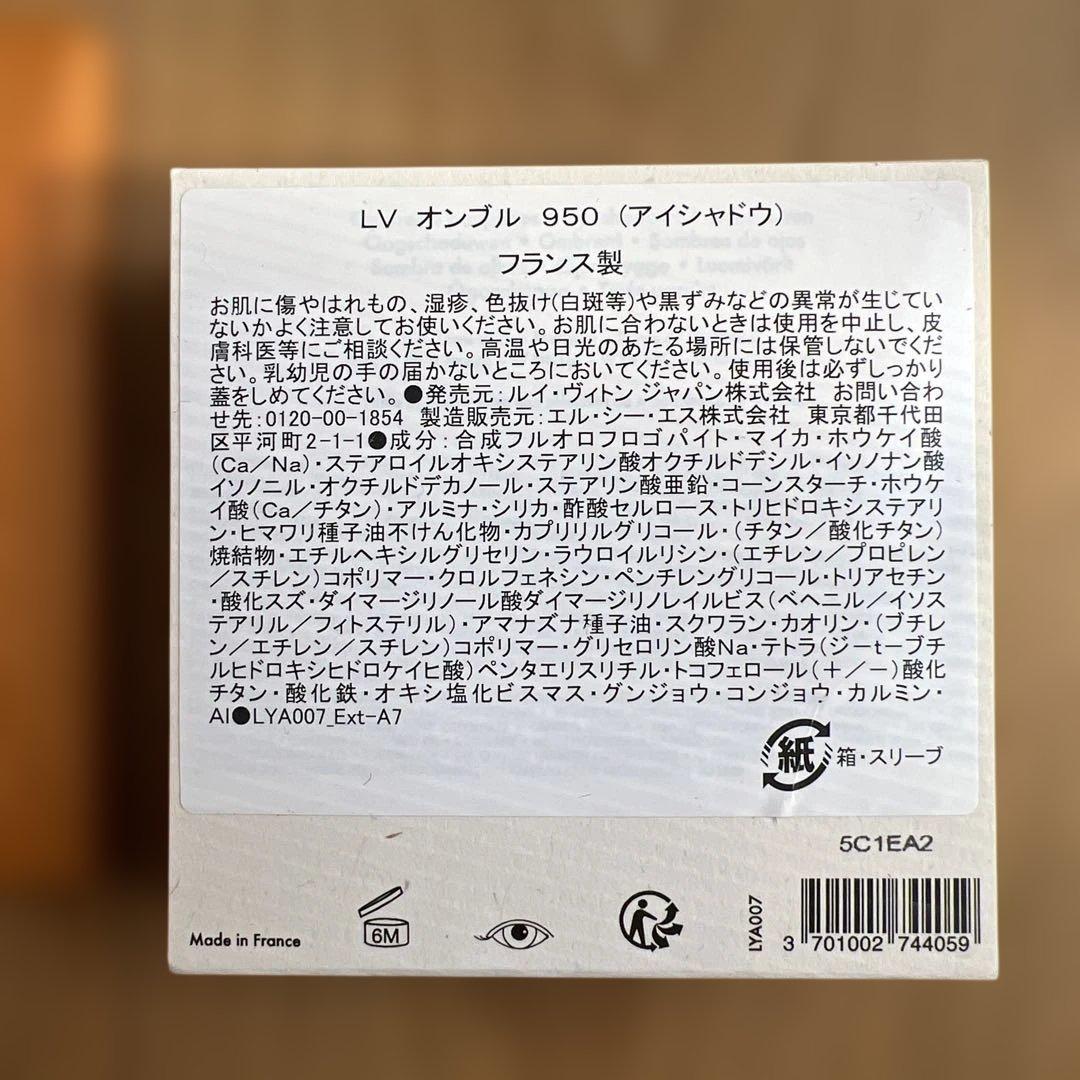 LV オンブル 950 (アイシャドウ)
フランス製
お肌に傷やはれもの、湿疹、色抜け(白斑等)や黒ずみなどの異常が生じてい
ないかよく注意してお使いください。お肌に合わないときは使用を中止し、皮
膚科医等にご相談ください。高温や日光のあたる場所には保管しないでくだ
さい。乳幼児の手の届かないところにおいてください。使用後は必ずしっかり
蓋をしめてください。●発売元:ルイ・ヴィトン ジャパン株式会社 お問い合わ
せ先:0120-00-1854 製造販売元:エル・シー・エス株式会社 東京都千代田
区平河町2-1-1●成分:合成フルオロフロゴパイト・マイカ・ホウケイ酸
(Ca/Na)・ステアロイルオキシステアリン酸オクチルドデシル・イソノナン酸
イソノニル・オクチルドデカノール・ステアリン酸亜鉛・コーンスターチ・ホウケ
イ酸(Ca/チタン)・アルミナ・シリカ・酢酸セルロース・トリヒドロキシステアリ
ン・ヒマワリ種子油不けん化物・カプリリルグリコール・(チタン/酸化チタン)
焼結物・エチルヘキシルグリセリン・ラウロイルリシン・(エチレン/プロピレン
/スチレン)コポリマー・クロルフェネシン・ペンチレングリコール・トリアセチン
・酸化スズ・ダイマージリノール酸ダイマージリノレイルビス(ベヘニル/イソス
テアリル/フィトステリル)・アマナズナ種子油・スクワラン・カオリン・(ブチレ
ン/エチレン/スチレン)コポリマー・グリセロリン酸Na・テトラ(ジーt-ブチ
ルヒドロキシヒドロケイヒ酸)ペンタエリスリチル・トコフェロール(+/-)酸化
チタン・酸化鉄・オキシ塩化ビスマス・グンジョウ・コンジョウ・カルミン・
Al●LYA007_Ext-A7
紙 箱・スリーブ
5C1EA2
Made in France
6M
LYA007
3 701002 744059